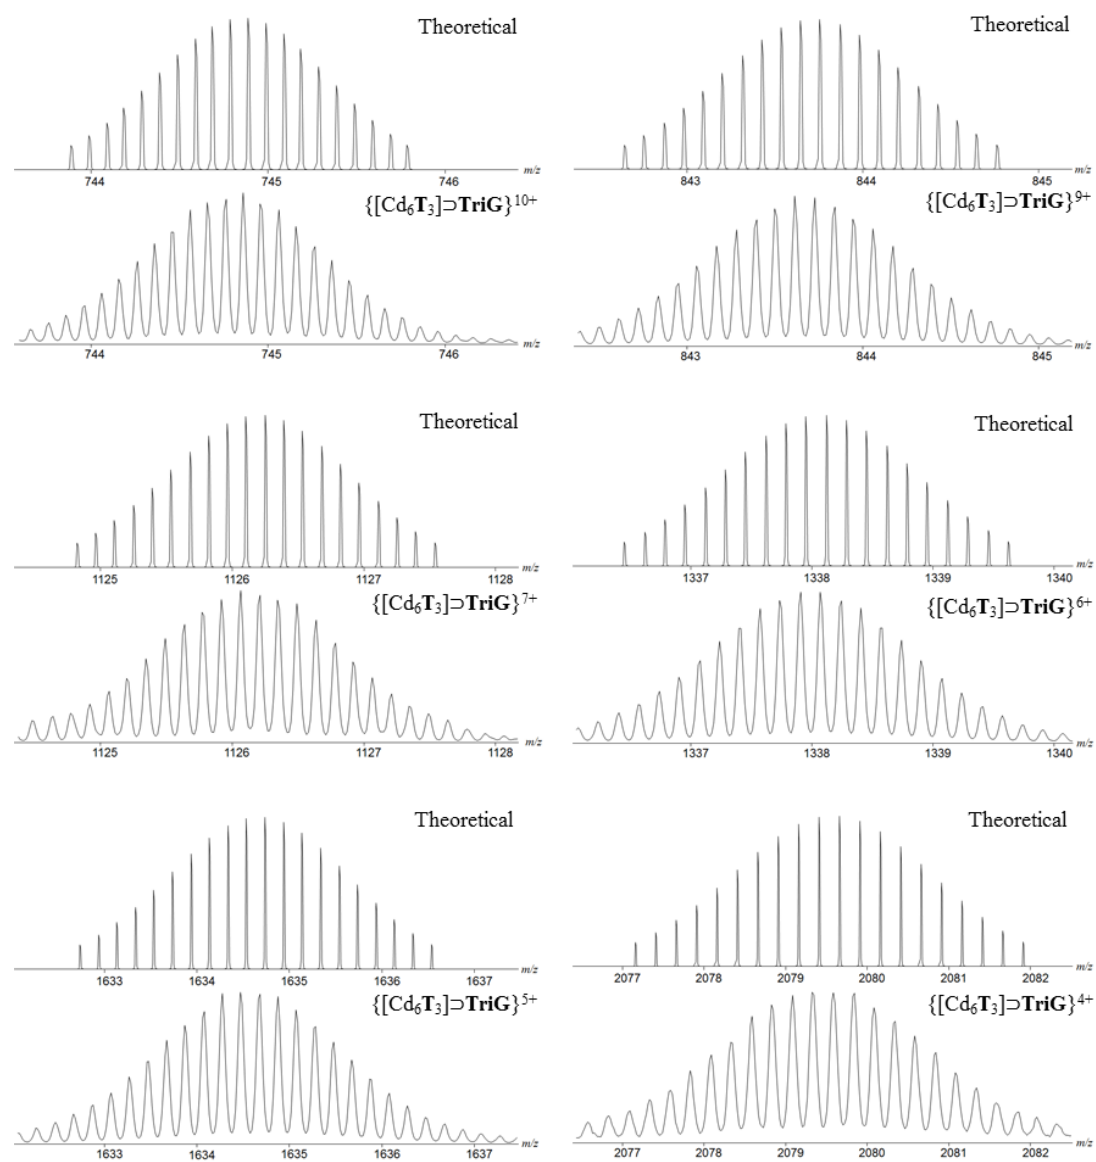 Theoretical
744 745 746 m/z
{[Cd₆T₃]⊃TriG}¹⁰⁺
744 745 746 m/z
Theoretical
843 844 845 m/z
{[Cd₆T₃]⊃TriG}⁹⁺
843 844 845 m/z
Theoretical
1125 1126 1127 1128 m/z
{[Cd₆T₃]⊃TriG}⁷⁺
1125 1126 1127 1128 m/z
Theoretical
1337 1338 1339 1340 m/z
{[Cd₆T₃]⊃TriG}⁶⁺
1337 1338 1339 1340 m/z
Theoretical
1633 1634 1635 1636 1637 m/z
{[Cd₆T₃]⊃TriG}⁵⁺
1633 1634 1635 1636 1637 m/z
Theoretical
2077 2078 2079 2080 2081 2082 m/z
{[Cd₆T₃]⊃TriG}⁴⁺
2077 2078 2079 2080 2081 2082 m/z